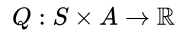 Q : S × A → ℝ